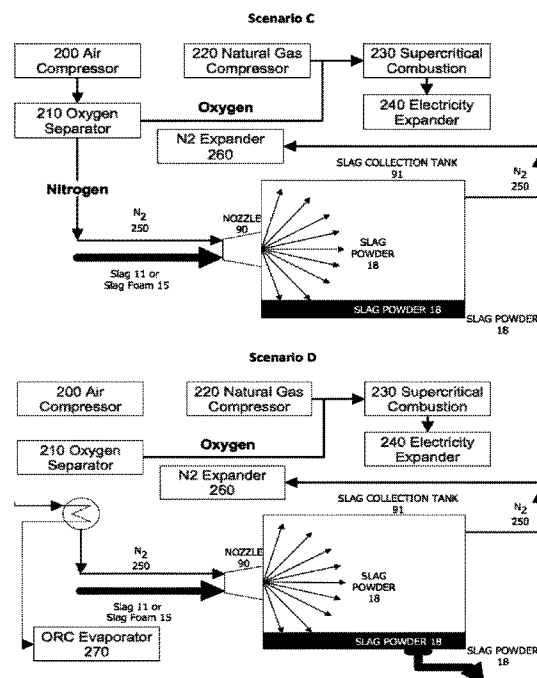 Scenario C
200 Air
Compressor
220 Natural Gas
Compressor
230 Supercritical
Combustion
210 Oxygen
Separator
Oxygen
240 Electricity
Expander
N2 Expander
260
SLAG COLLECTION TANK
91
Nitrogen
N2
250
N2
250
NOZZLE
90
SLAG
POWDER
18
Slag 11 or
Slag Foam 15
SLAG POWDER 18
SLAG POWDER
18
Scenario D
200 Air
Compressor
220 Natural Gas
Compressor
230 Supercritical
Combustion
210 Oxygen
Separator
Oxygen
240 Electricity
Expander
N2 Expander
260
SLAG COLLECTION TANK
91
N2
250
N2
250
NOZZLE
90
SLAG
POWDER
18
Slag 11 or
Slag Foam 15
ORC Evaporator
270
SLAG POWDER 18
SLAG POWDER
18